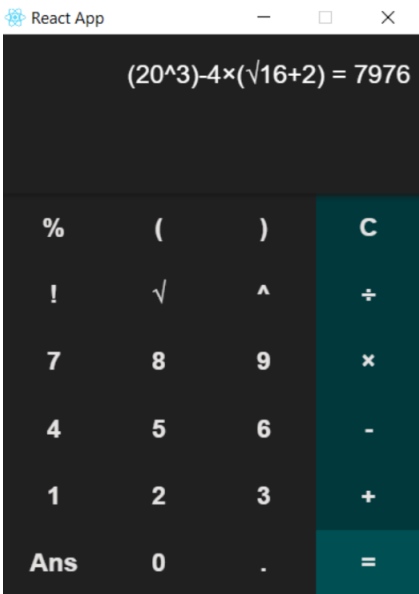 React App
(20^3)-4×(√16+2) = 7976
% ( ) C
! √ ^ ÷
7 8 9 ×
4 5 6 -
1 2 3 +
Ans 0 . =